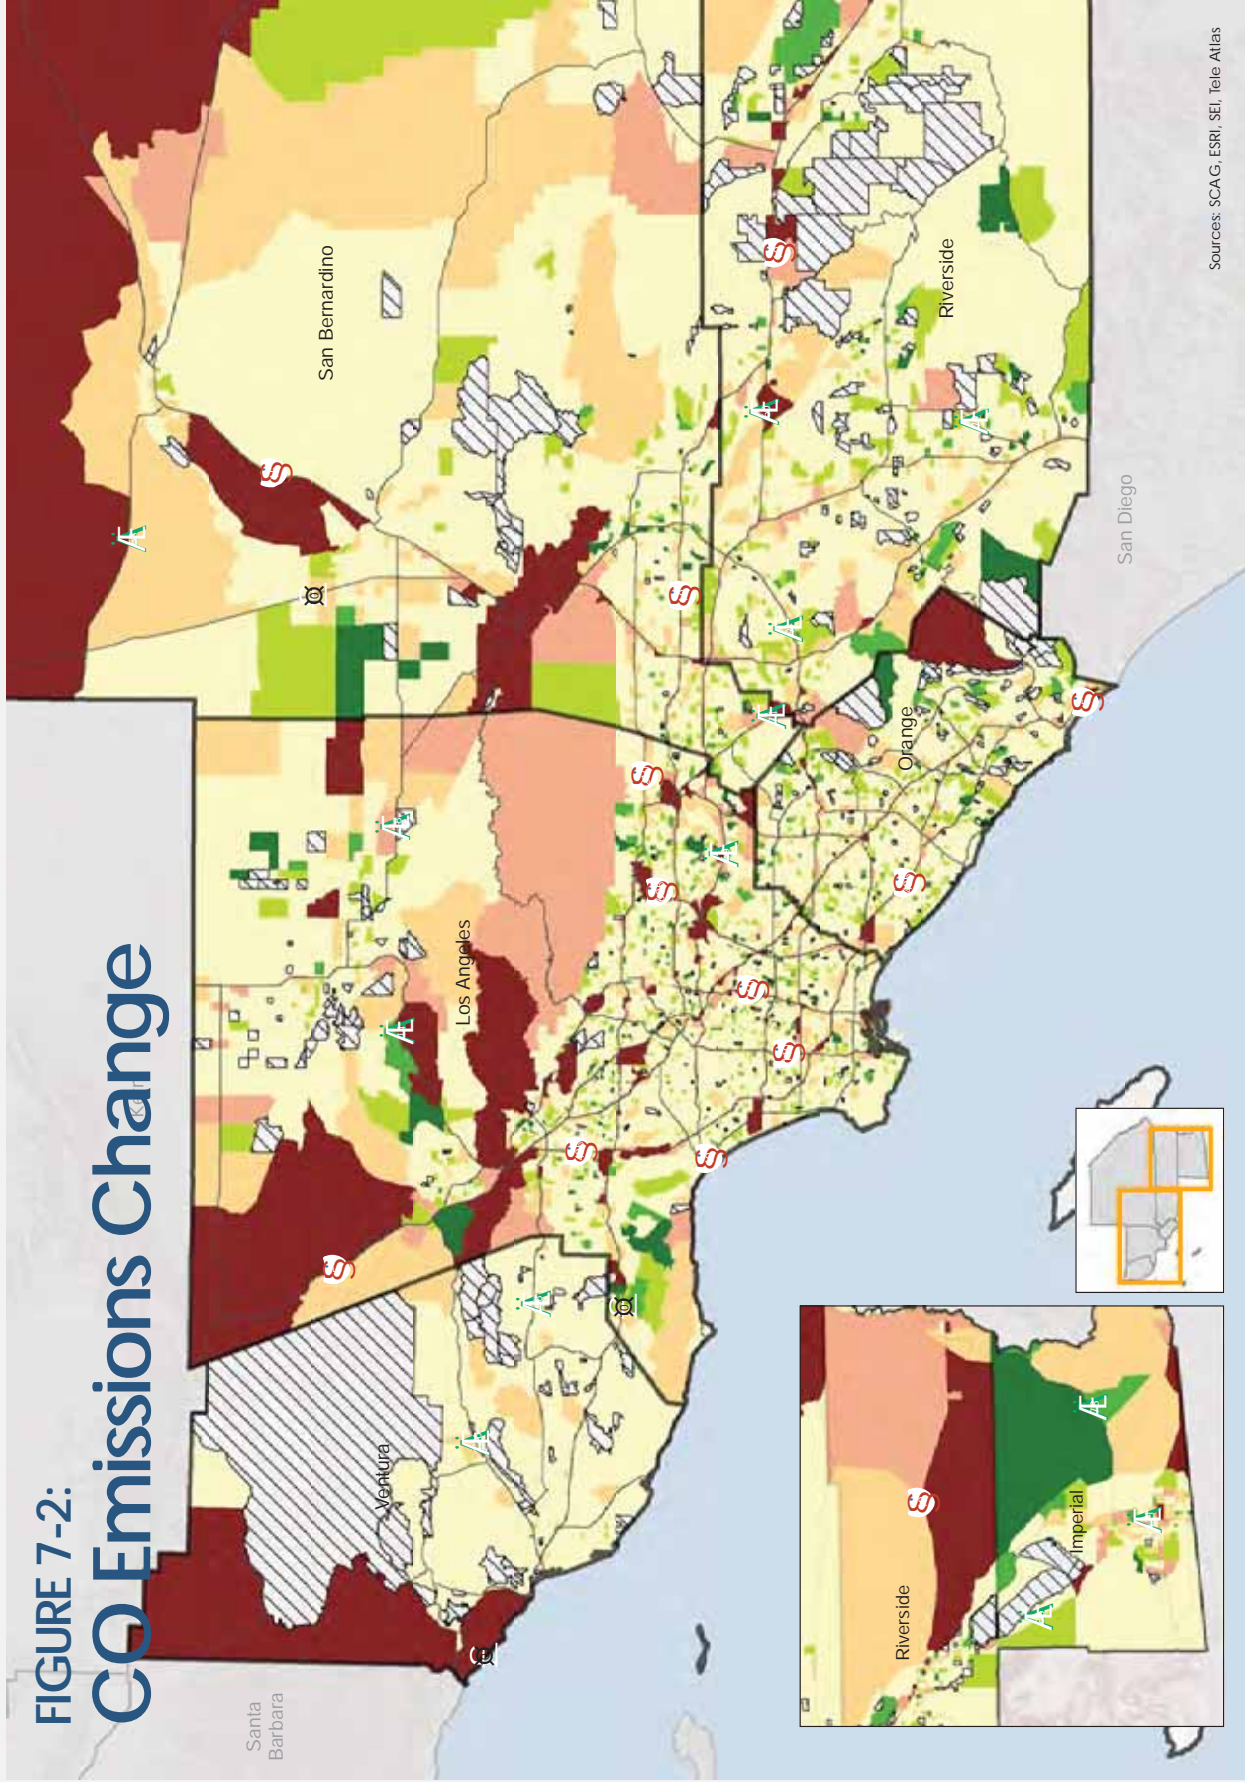 FIGURE 7-2:
CO Emissions Change
Santa
Barbara
Ventura
Los Angeles
San Bernardino
Orange
Riverside
San Diego
Riverside
Imperial
Sources: SCAG, ESRI, SEI, Tele Atlas